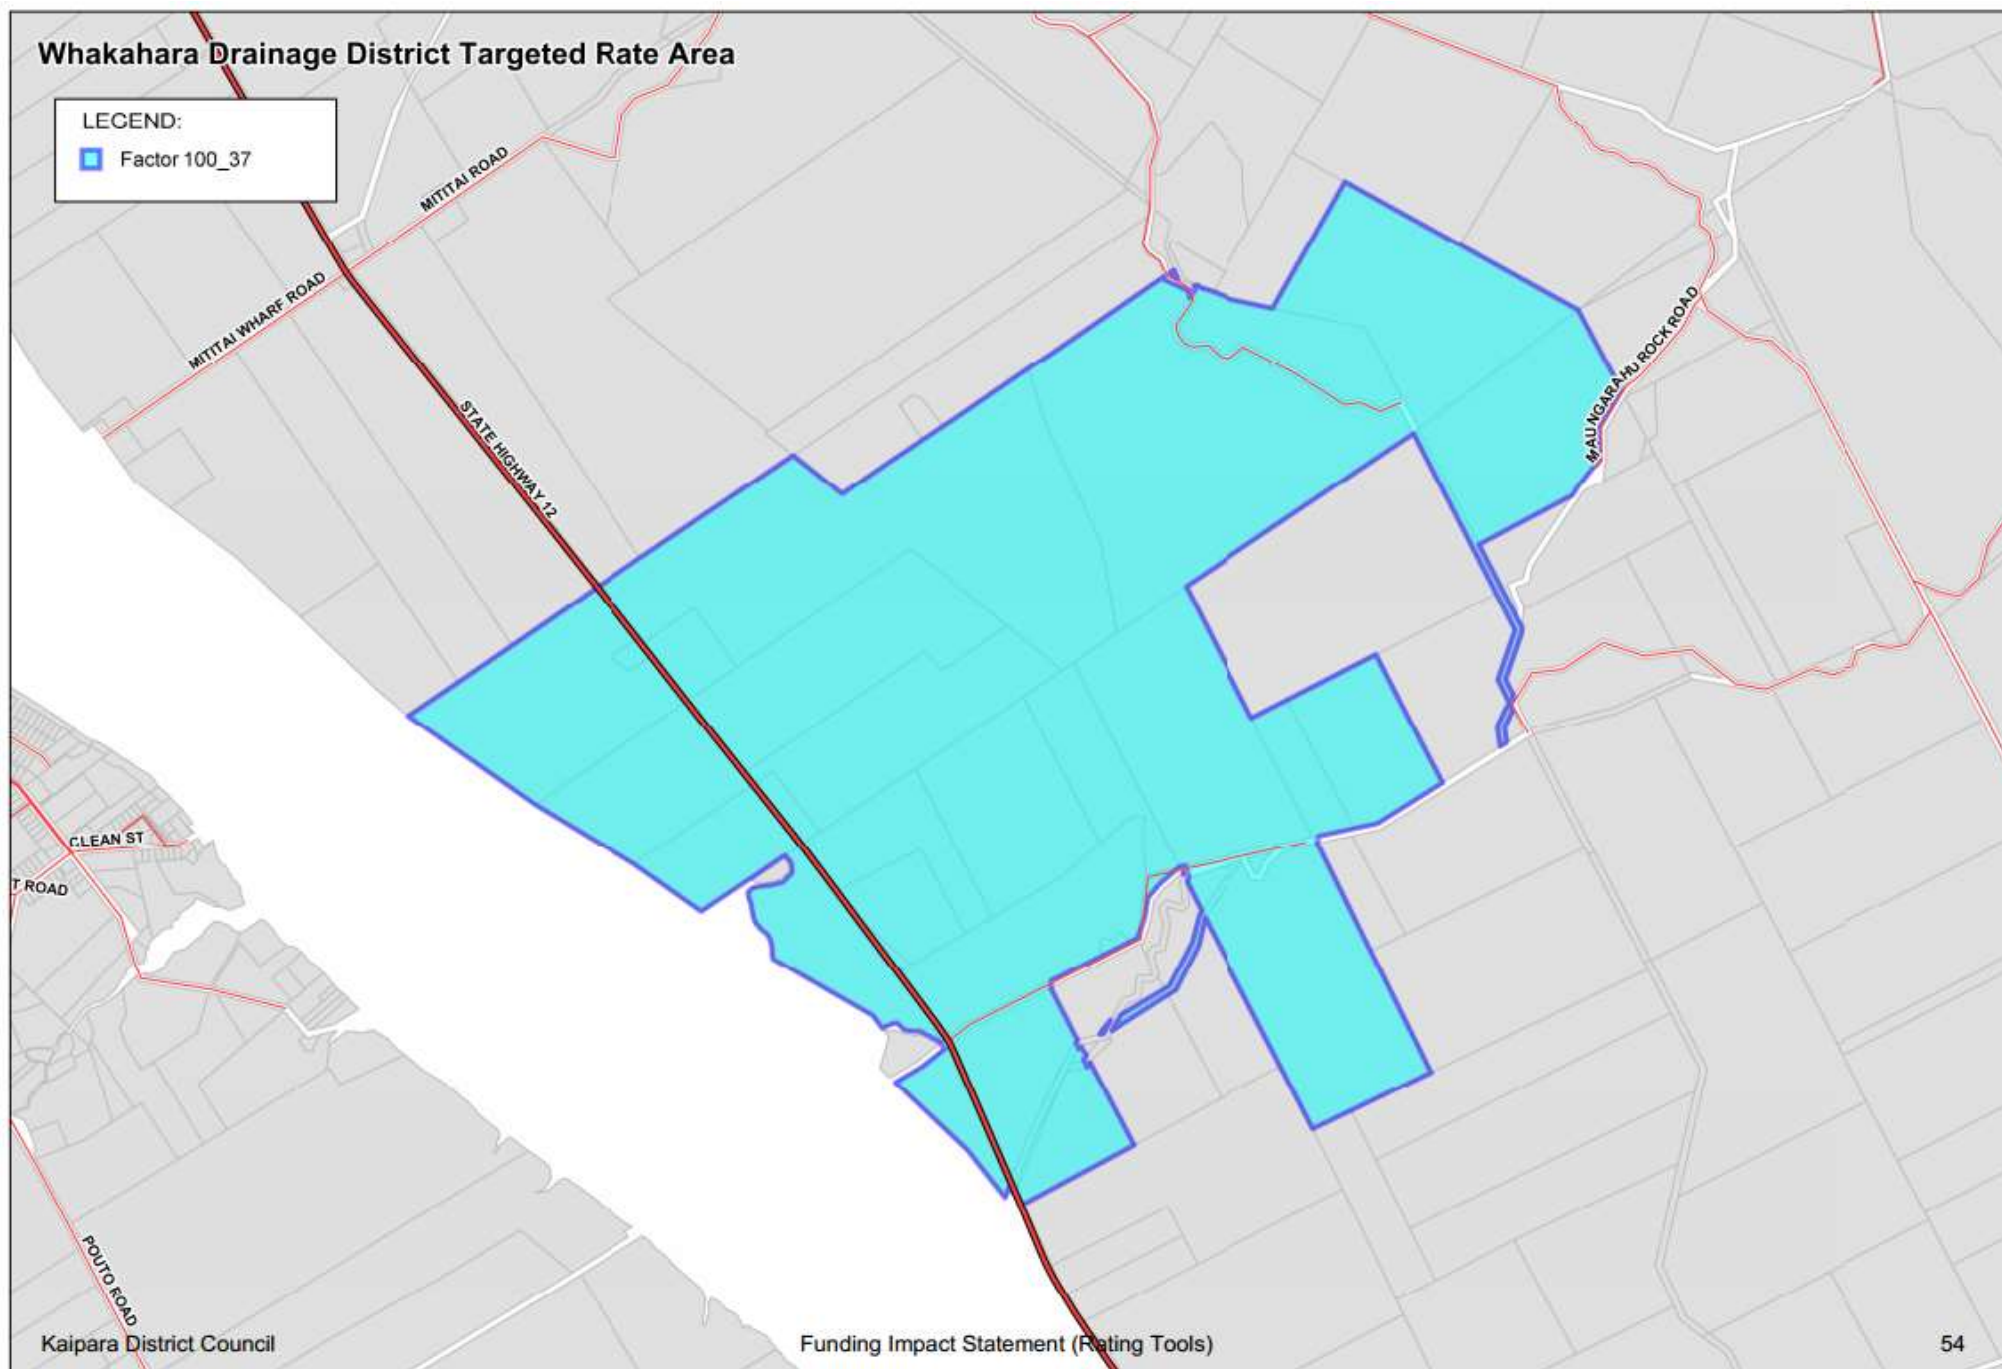 Whakahara Drainage District Targeted Rate Area
LEGEND:
Factor 100_37
MITITAI ROAD
MITITAI WHARF ROAD
STATE HIGHWAY 12
MAUNGARAHU ROCK ROAD
CLEAN ST
T ROAD
POUTO ROAD
Kaipara District Council
Funding Impact Statement (Rating Tools)
54